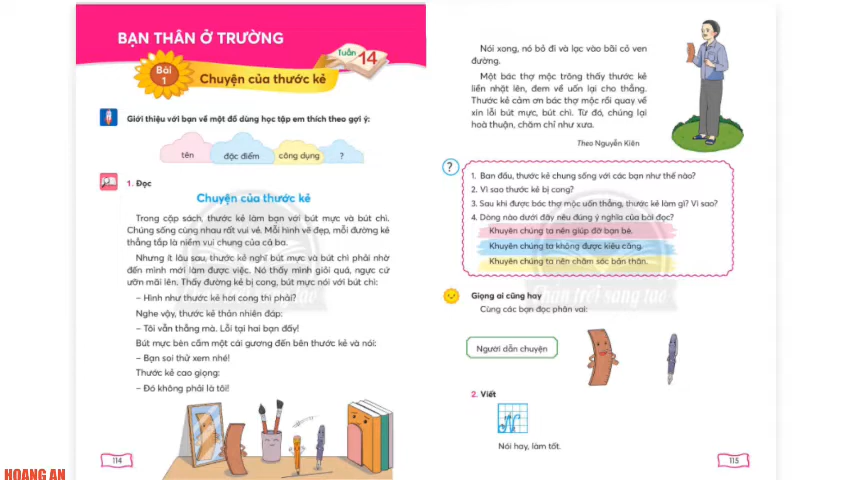 BẠN THÂN Ở TRƯỜNG
Tuần 14
Bài 1
Chuyện của thước kẻ
Giới thiệu với bạn về một đồ dùng học tập em thích theo gợi ý:
tên
đặc điểm
công dụng
?
1. Đọc
Chuyện của thước kẻ
Trong cặp sách, thước kẻ làm bạn với bút mực và bút chì.
Chúng sống cùng nhau rất vui vẻ. Mỗi hình vẽ đẹp, mỗi đường kẻ
thẳng tắp là niềm vui chung của cả ba.
Nhưng ít lâu sau, thước kẻ nghĩ bút mực và bút chì phải nhờ
đến mình mới làm được việc. Nó thấy mình giỏi quá, ngực cứ
ưỡn mãi lên. Thấy đường kẻ bị cong, bút mực nói với bút chì:
– Hình như thước kẻ hơi cong thì phải?
Nghe vậy, thước kẻ thản nhiên đáp:
– Tôi vẫn thẳng mà. Lỗi tại hai bạn đấy!
Bút mực bèn cầm một cái gương đến bên thước kẻ và nói:
– Bạn soi thử xem nhé!
Thước kẻ cao giọng:
– Đó không phải là tôi!
114
HOANG AN
Nói xong, nó bỏ đi và lạc vào bãi cỏ ven
đường.
Một bác thợ mộc trông thấy thước kẻ
liền nhặt lên, đem về uốn lại cho thẳng.
Thước kẻ cảm ơn bác thợ mộc rồi quay về
xin lỗi bút mực, bút chì. Từ đó, chúng lại
hoà thuận, chăm chỉ như xưa.
Theo Nguyễn Kiên
?
1. Ban đầu, thước kẻ chung sống với các bạn như thế nào?
2. Vì sao thước kẻ bị cong?
3. Sau khi được bác thợ mộc uốn thẳng, thước kẻ làm gì? Vì sao?
4. Dòng nào dưới đây nêu đúng ý nghĩa của bài đọc?
Khuyên chúng ta nên giúp đỡ bạn bè.
Khuyên chúng ta không được kiêu căng.
Khuyên chúng ta nên chăm sóc bản thân.
Chân trời sáng tạo
Giọng ai cũng hay
Cùng các bạn đọc phân vai:
Người dẫn chuyện
2. Viết
N
Nói hay, làm tốt.
115